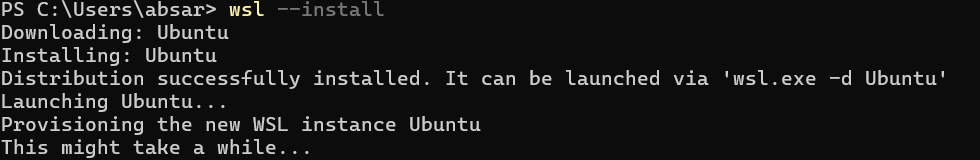 PS C:\Users\absar> wsl --install
Downloading: Ubuntu
Installing: Ubuntu
Distribution successfully installed. It can be launched via 'wsl.exe -d Ubuntu'
Launching Ubuntu...
Provisioning the new WSL instance Ubuntu
This might take a while...